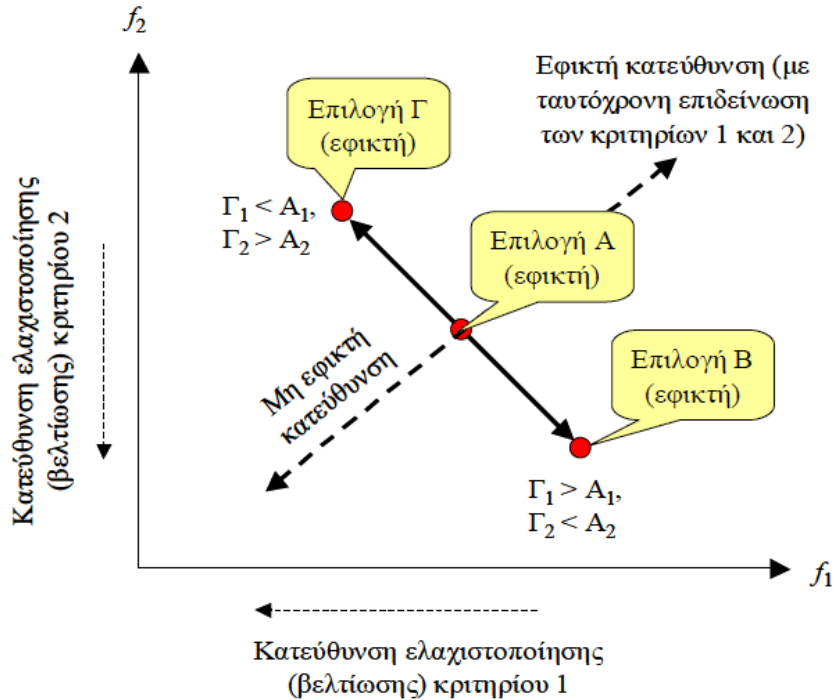 f₂
Εφικτή κατεύθυνση (με
ταυτόχρονη επιδείνωση
των κριτηρίων 1 και 2)
Επιλογή Γ
(εφικτή)
Γ₁ < Α₁,
Γ₂ > Α₂
Επιλογή Α
(εφικτή)
Επιλογή Β
(εφικτή)
Μη εφικτή
κατεύθυνση
Γ₁ > Α₁,
Γ₂ < Α₂
Κατεύθυνση ελαχιστοποίησης
(βελτίωσης) κριτηρίου 2
f₁
Κατεύθυνση ελαχιστοποίησης
(βελτίωσης) κριτηρίου 1